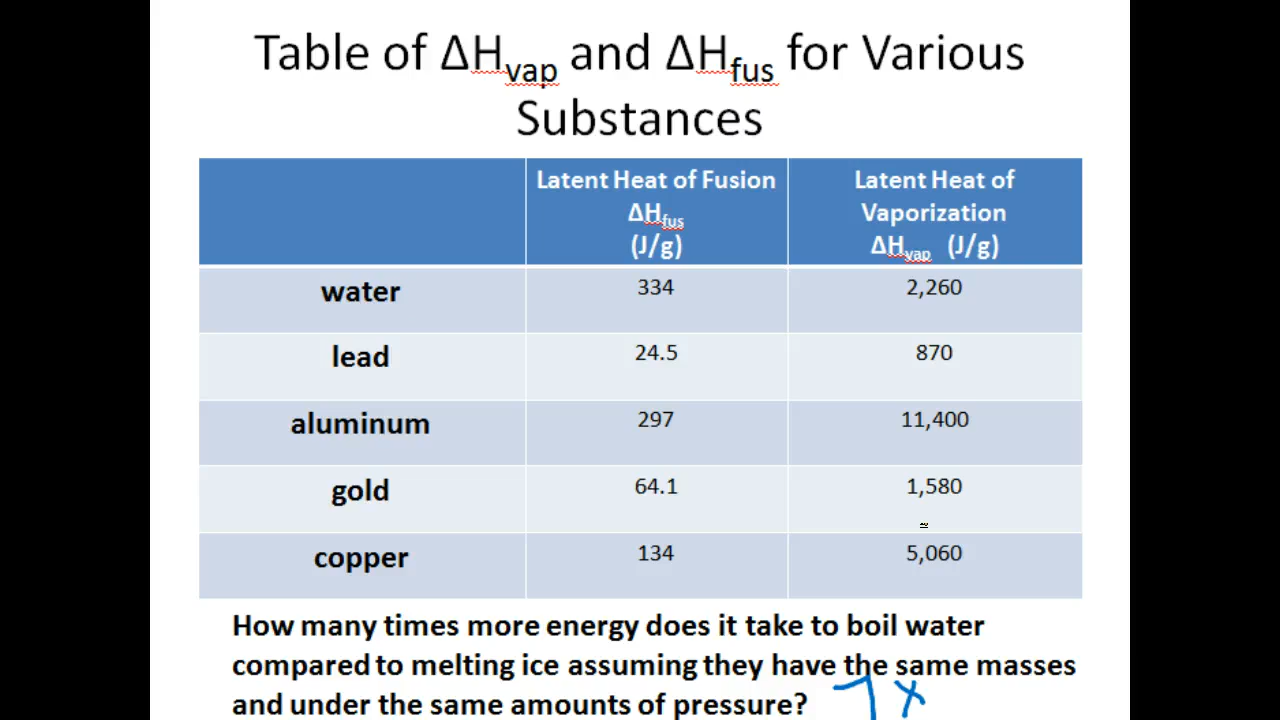 Table of ΔHvap and ΔHfus for Various
Substances
Latent Heat of Fusion
ΔHfus
(J/g)
Latent Heat of
Vaporization
ΔHvap (J/g)
water 334 2,260
lead 24.5 870
aluminum 297 11,400
gold 64.1 1,580
copper 134 5,060
How many times more energy does it take to boil water
compared to melting ice assuming they have the same masses
and under the same amounts of pressure? 7x